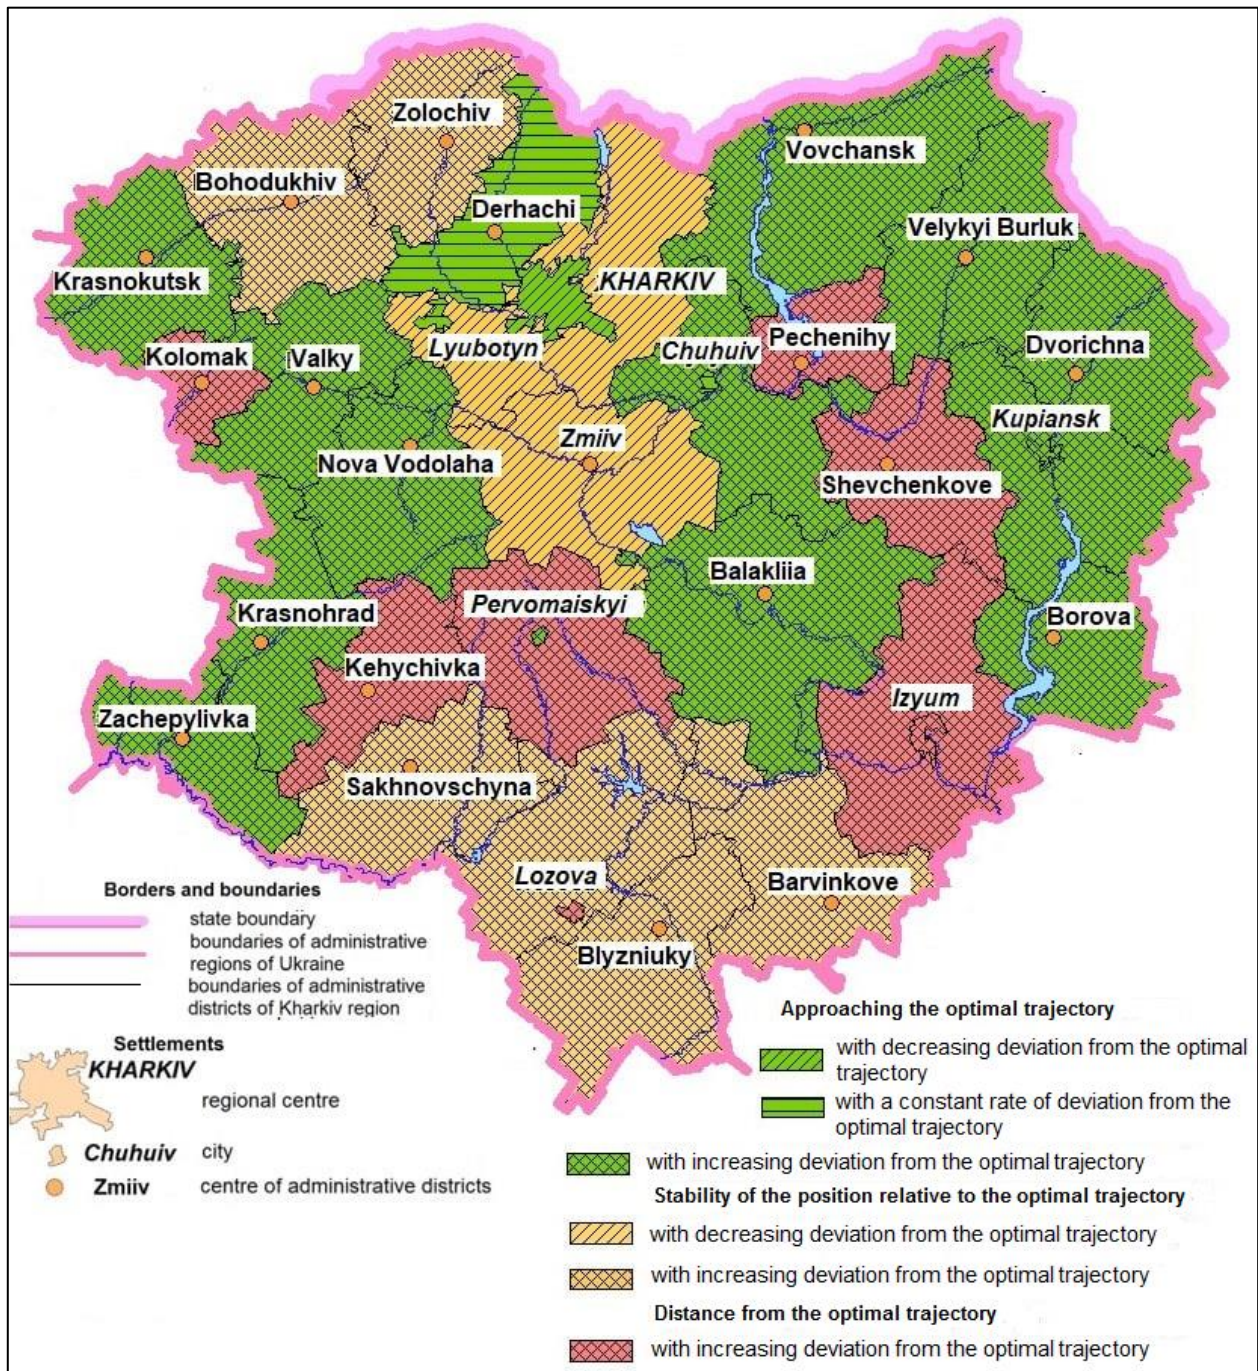 Zolochiv
Vovchansk
Bohodukhiv
Derhachi
Velykyi Burluk
Krasnokutsk
KHARKIV
Pechenihy
Dvorichna
Kolomak
Valky
Lyubotyn
Chuhuiv
Kupiansk
Zmiiv
Nova Vodolaha
Shevchenkove
Balakliia
Pervomaiskyi
Krasnohrad
Borova
Kehychivka
Izyum
Zachepylivka
Sakhnovschyna
Lozova
Barvinkove
Blyzniuky
Borders and boundaries
state boundary
boundaries of administrative
regions of Ukraine
boundaries of administrative
districts of Kharkiv region
Settlements
KHARKIV
regional centre
Chuhuiv city
Zmiiv centre of administrative districts
Approaching the optimal trajectory
with decreasing deviation from the optimal
trajectory
with a constant rate of deviation from the
optimal trajectory
with increasing deviation from the optimal trajectory
Stability of the position relative to the optimal trajectory
with decreasing deviation from the optimal trajectory
with increasing deviation from the optimal trajectory
Distance from the optimal trajectory
with increasing deviation from the optimal trajectory